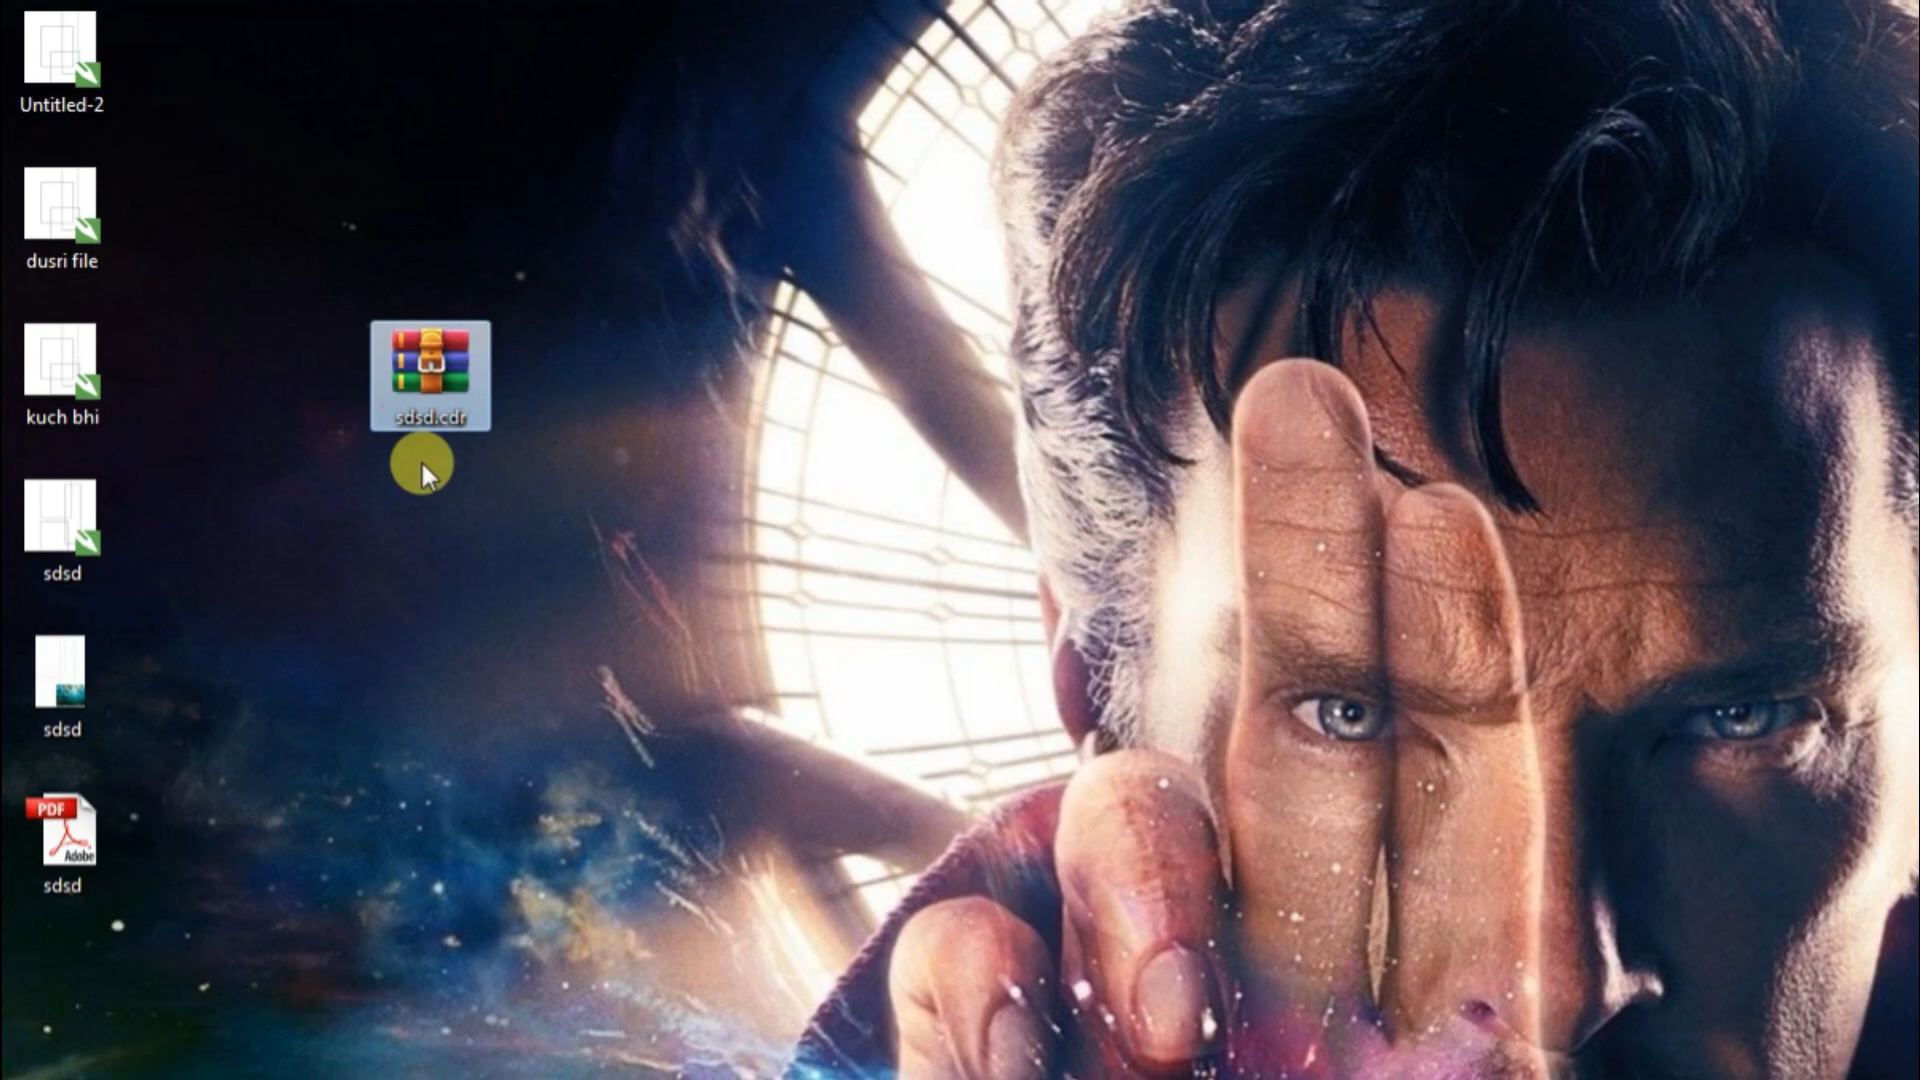 Untitled-2
dusri file
kuch bhi
sdsd.cdr
sdsd
sdsd
PDF
Adobe
sdsd